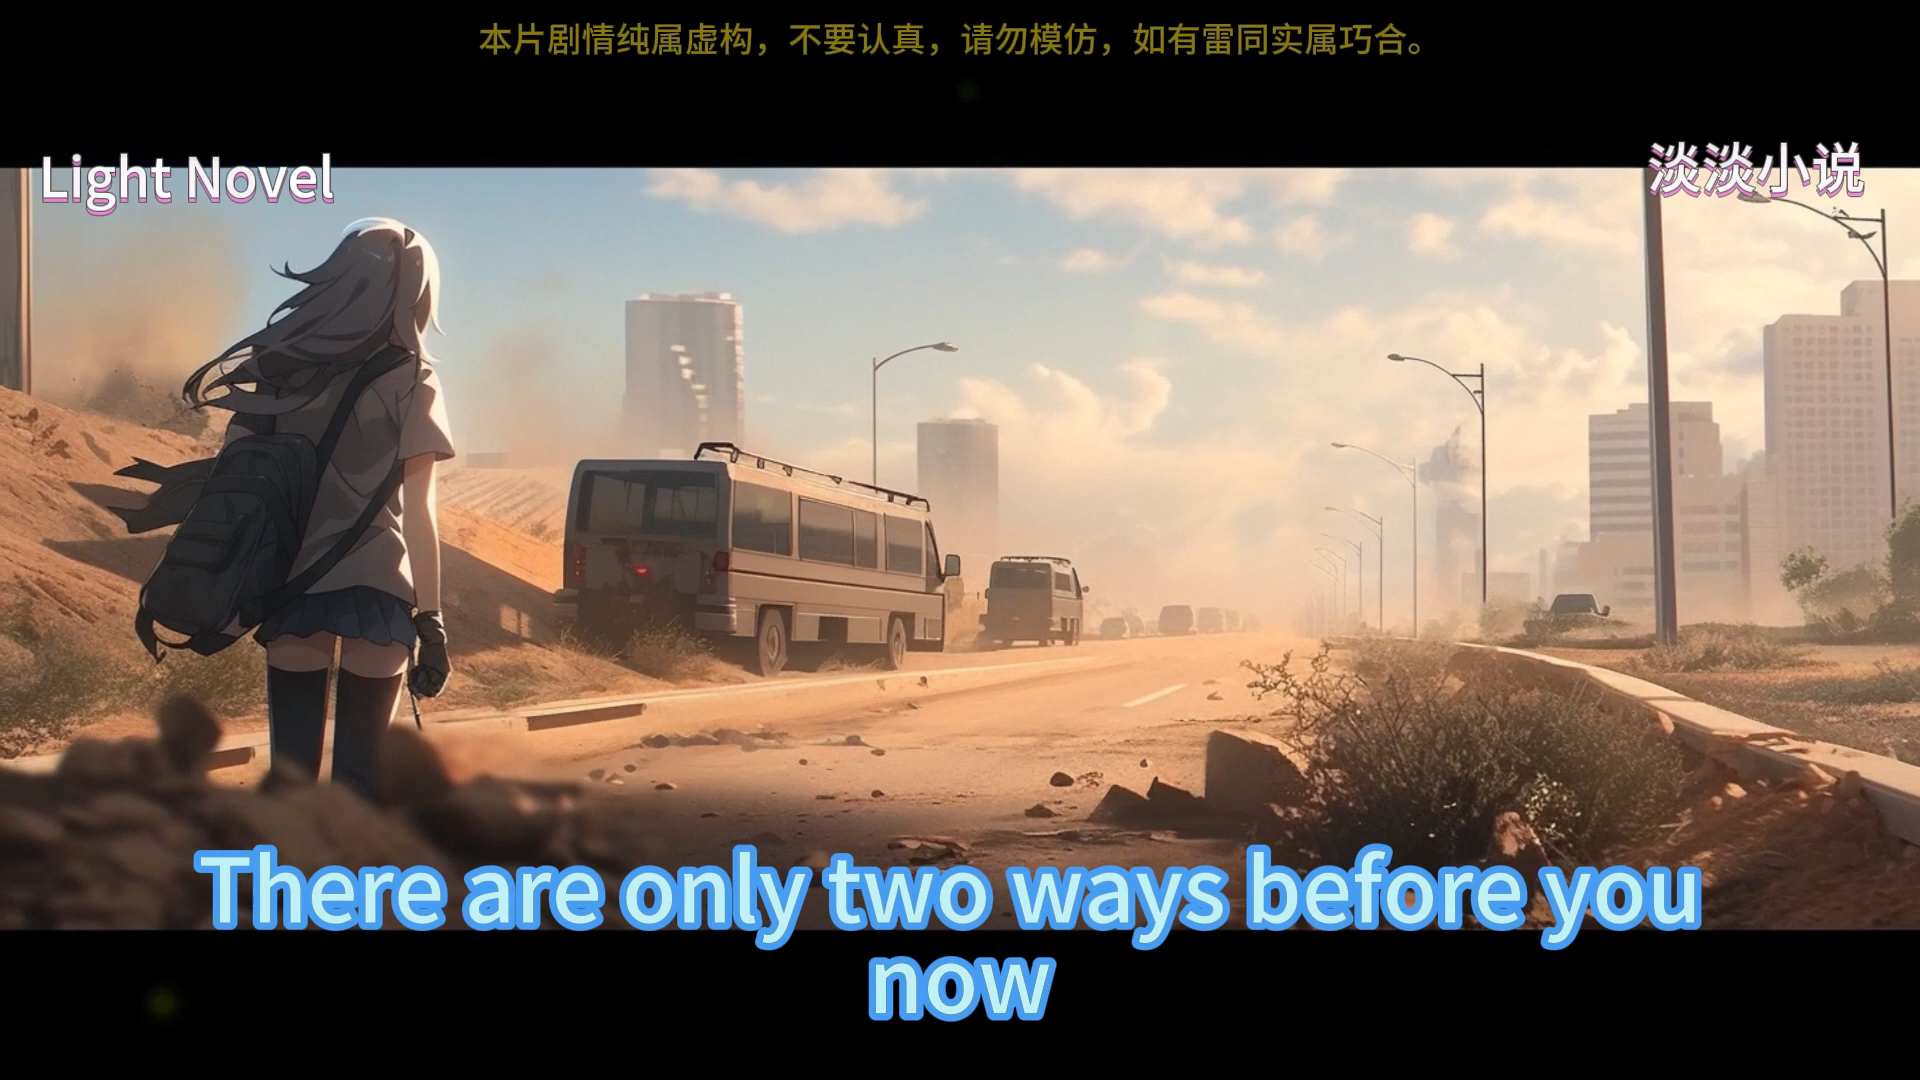 本片剧情纯属虚构，不要认真，请勿模仿，如有雷同实属巧合。
Light Novel
淡淡小说
There are only two ways before you
now